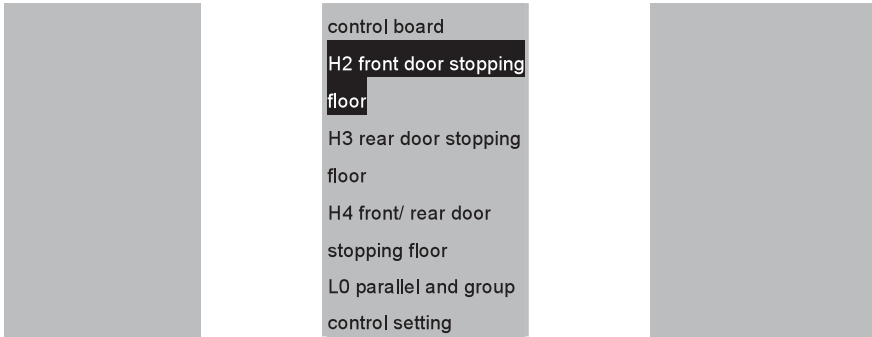 control board
H2 front door stopping
floor
H3 rear door stopping
floor
H4 front/ rear door
stopping floor
L0 parallel and group
control setting